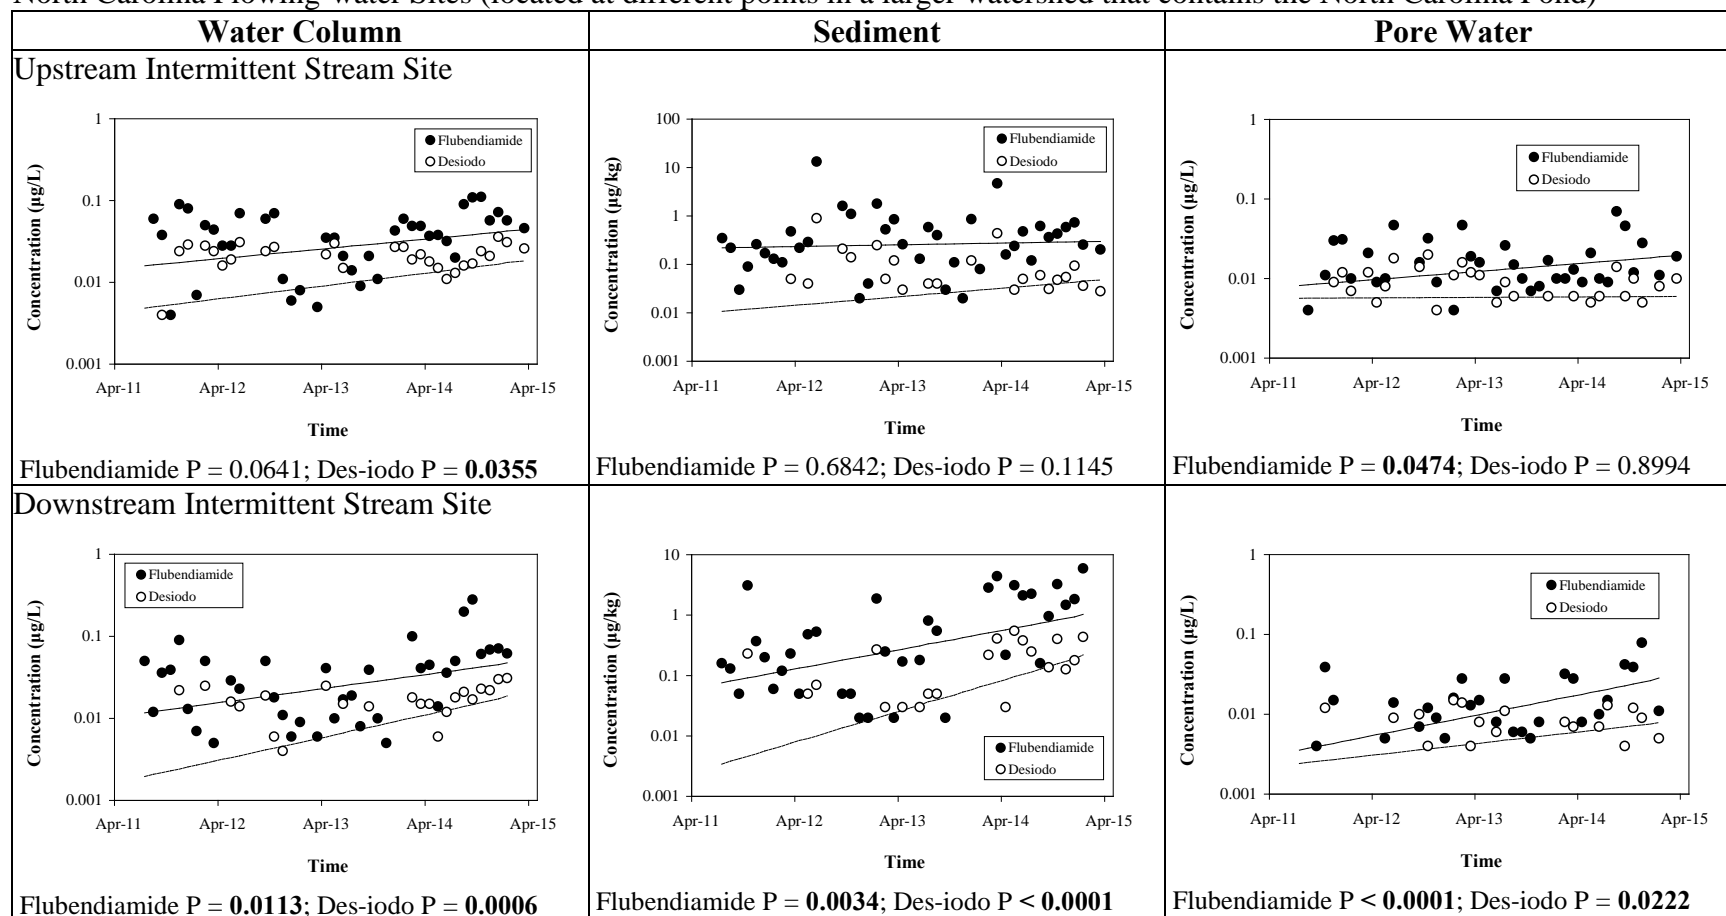 North Carolina Flowing-water Sites (located at different points in a larger watershed that contains the North Carolina Pond)
Water Column
Sediment
Pore Water
Upstream Intermittent Stream Site
Concentration (µg/L)
1
0.1
0.01
0.001
Flubendiamide
Desiodo
Apr-11 Apr-12 Apr-13 Apr-14 Apr-15
Time
Flubendiamide P = 0.0641; Des-iodo P = 0.0355
Concentration (µg/kg)
100
10
1
0.1
0.01
0.001
Flubendiamide
Desiodo
Apr-11 Apr-12 Apr-13 Apr-14 Apr-15
Time
Flubendiamide P = 0.6842; Des-iodo P = 0.1145
Concentration (µg/L)
1
0.1
0.01
0.001
Flubendiamide
Desiodo
Apr-11 Apr-12 Apr-13 Apr-14 Apr-15
Time
Flubendiamide P = 0.0474; Des-iodo P = 0.8994
Downstream Intermittent Stream Site
Concentration (µg/L)
1
0.1
0.01
0.001
Flubendiamide
Desiodo
Apr-11 Apr-12 Apr-13 Apr-14 Apr-15
Time
Flubendiamide P = 0.0113; Des-iodo P = 0.0006
Concentration (µg/kg)
10
1
0.1
0.01
0.001
Flubendiamide
Desiodo
Apr-11 Apr-12 Apr-13 Apr-14 Apr-15
Time
Flubendiamide P = 0.0034; Des-iodo P < 0.0001
Concentration (µg/L)
1
0.1
0.01
0.001
Flubendiamide
Desiodo
Apr-11 Apr-12 Apr-13 Apr-14 Apr-15
Time
Flubendiamide P < 0.0001; Des-iodo P = 0.0222